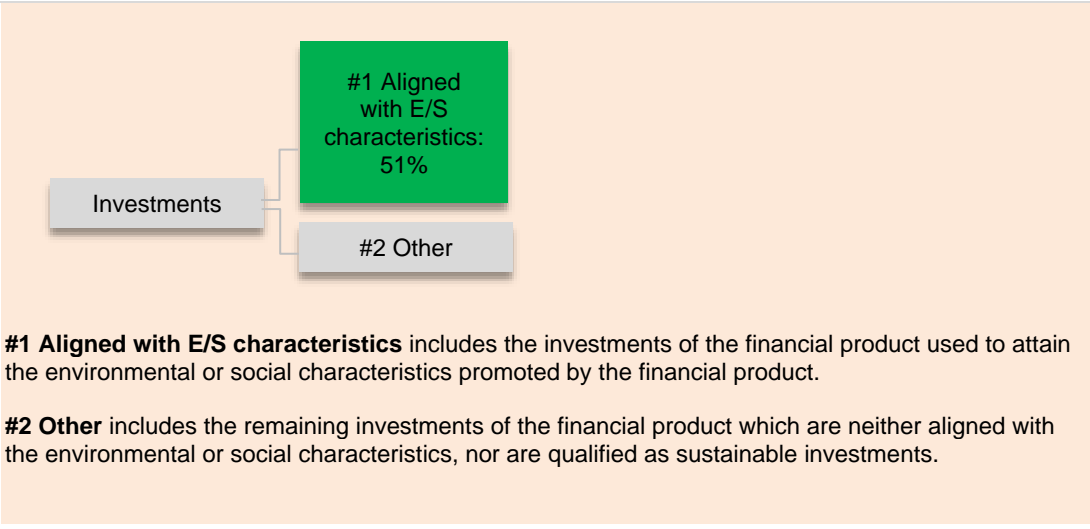 #1 Aligned
with E/S
characteristics:
51%
Investments
#2 Other
#1 Aligned with E/S characteristics includes the investments of the financial product used to attain
the environmental or social characteristics promoted by the financial product.
#2 Other includes the remaining investments of the financial product which are neither aligned with
the environmental or social characteristics, nor are qualified as sustainable investments.